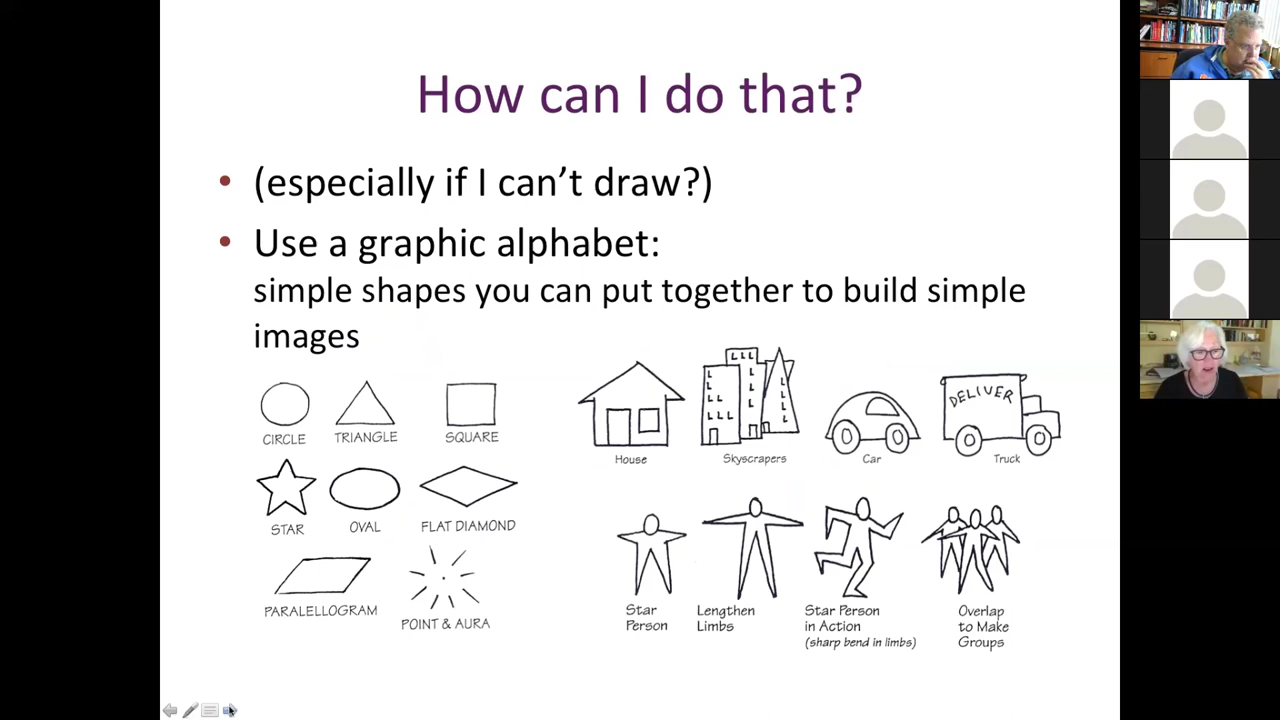 How can I do that?
• (especially if I can't draw?)
• Use a graphic alphabet:
simple shapes you can put together to build simple
images
CIRCLE TRIANGLE SQUARE
STAR OVAL FLAT DIAMOND
PARALELLOGRAM
POINT & AURA
DELIVER
House Skyscrapers Car Truck
Star
Person
Lengthen
Limbs
Star Person
in Action
(sharp bend in limbs)
Overlap
to Make
Groups